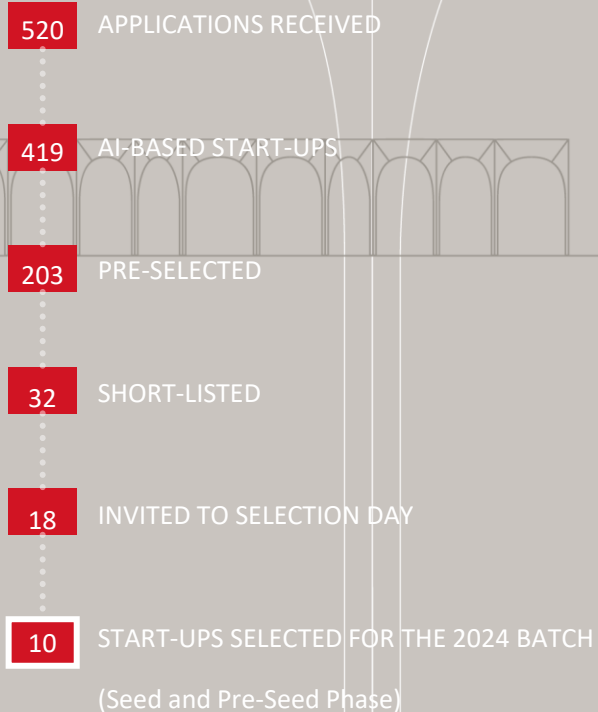 520 APPLICATIONS RECEIVED
419 AI-BASED START-UPS
203 PRE-SELECTED
32 SHORT-LISTED
18 INVITED TO SELECTION DAY
10 START-UPS SELECTED FOR THE 2024 BATCH
(Seed and Pre-Seed Phase)